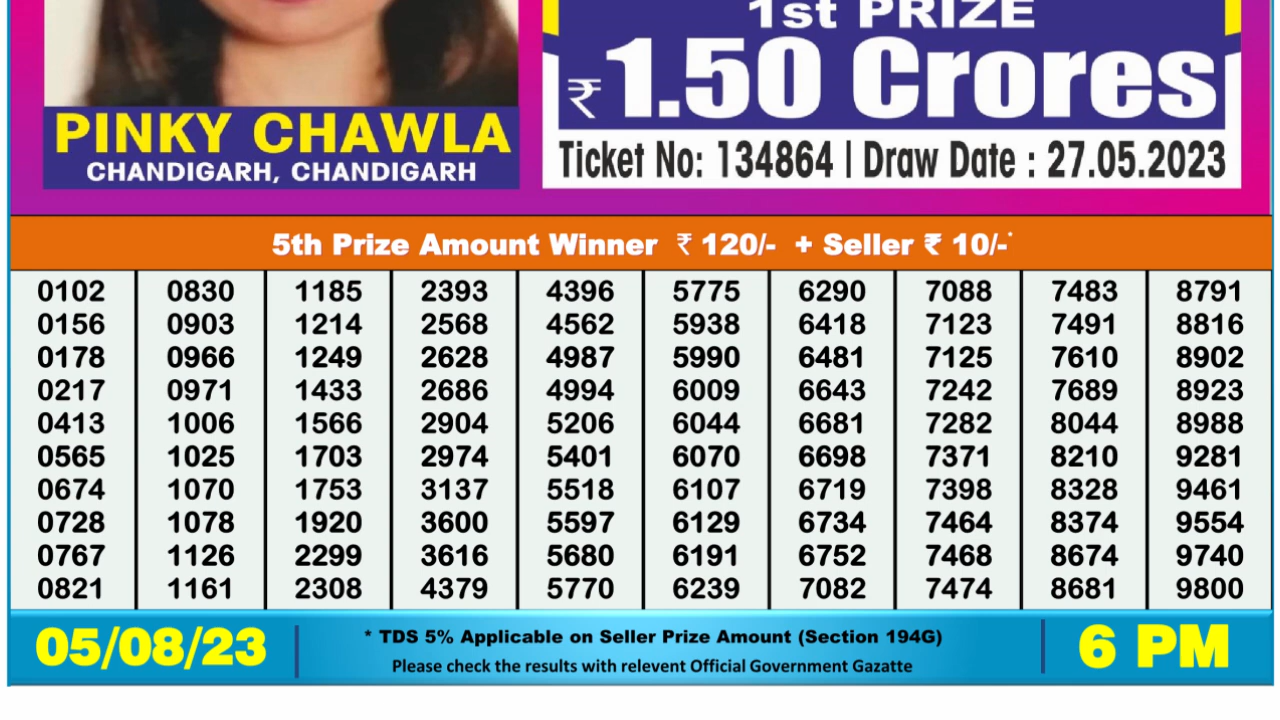 1st PRIZE
₹ 1.50 Crores
PINKY CHAWLA
CHANDIGARH, CHANDIGARH
Ticket No: 134864 | Draw Date : 27.05.2023
5th Prize Amount Winner ₹ 120/- + Seller ₹ 10/-*
0102 0830 1185 2393 4396 5775 6290 7088 7483 8791
0156 0903 1214 2568 4562 5938 6418 7123 7491 8816
0178 0966 1249 2628 4987 5990 6481 7125 7610 8902
0217 0971 1433 2686 4994 6009 6643 7242 7689 8923
0413 1006 1566 2904 5206 6044 6681 7282 8044 8988
0565 1025 1703 2974 5401 6070 6698 7371 8210 9281
0674 1070 1753 3137 5518 6107 6719 7398 8328 9461
0728 1078 1920 3600 5597 6129 6734 7464 8374 9554
0767 1126 2299 3616 5680 6191 6752 7468 8674 9740
0821 1161 2308 4379 5770 6239 7082 7474 8681 9800
05/08/23
* TDS 5% Applicable on Seller Prize Amount (Section 194G)
Please check the results with relevent Official Government Gazatte
6 PM